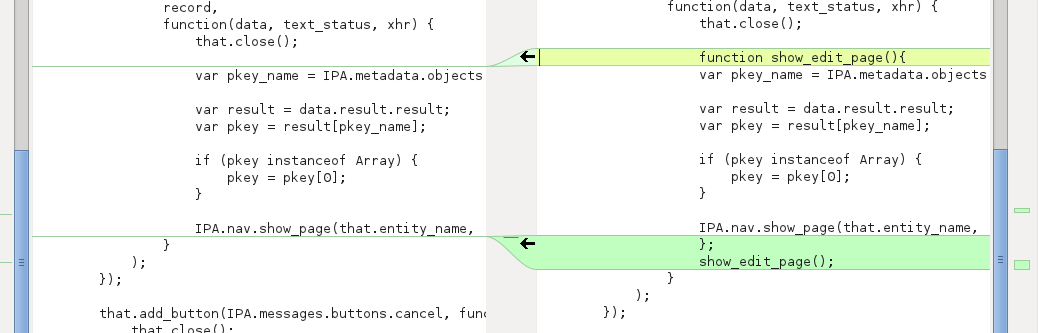 record,
function(data, text_status, xhr) {
that.close();
var pkey_name = IPA.metadata.objects
var result = data.result.result;
var pkey = result[pkey_name];
if (pkey instanceof Array) {
pkey = pkey[0];
}
IPA.nav.show_page(that.entity_name,
}
);
});
that.add_button(IPA.messages.buttons.cancel, func
that.close();
function(data, text_status, xhr) {
that.close();
function show_edit_page(){
var pkey_name = IPA.metadata.objects
var result = data.result.result;
var pkey = result[pkey_name];
if (pkey instanceof Array) {
pkey = pkey[0];
}
IPA.nav.show_page(that.entity_name,
};
show_edit_page();
}
);
});